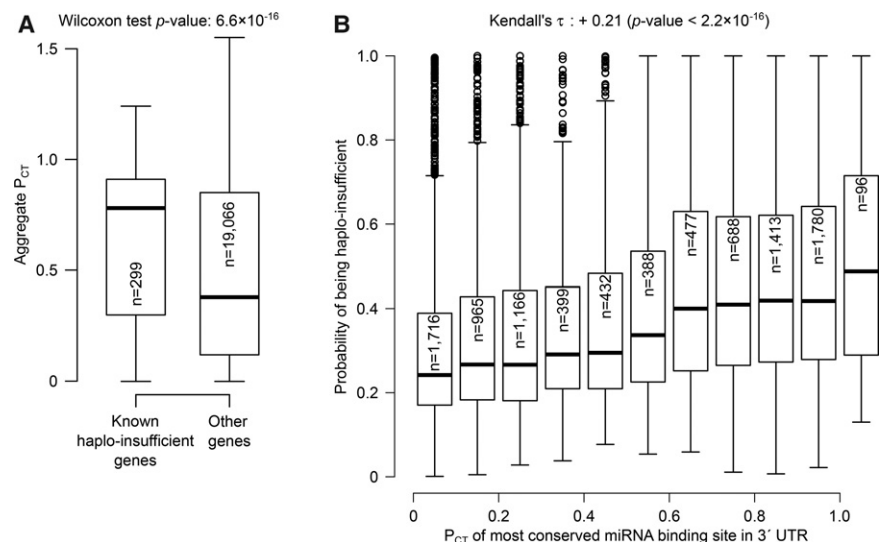 A
Wilcoxon test p-value: 6.6×10-16
Aggregate PCT
1.5
1.0
0.5
0
n=299
n=19,066
Known
haplo-insufficient
genes
Other
genes
B
Kendall's τ : + 0.21 (p-value < 2.2×10-16)
Probability of being haplo-insufficient
1.0
0.8
0.6
0.4
0.2
0
n=1,716
n=965
n=1,166
n=399
n=432
n=388
n=477
n=688
n=1,413
n=1,780
n=96
0 0.2 0.4 0.6 0.8 1.0
PCT of most conserved miRNA binding site in 3´ UTR